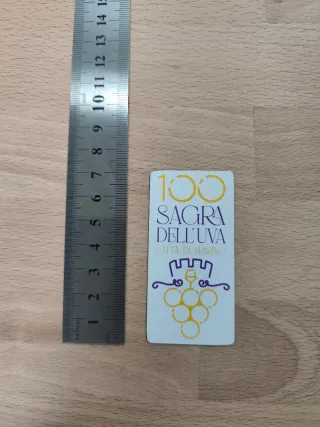 100
SAGRA
DELL'UVA
CITTÀ DI MARINO
1 2 3 4 5 6 7 8 9 10 11 12 13 14 15